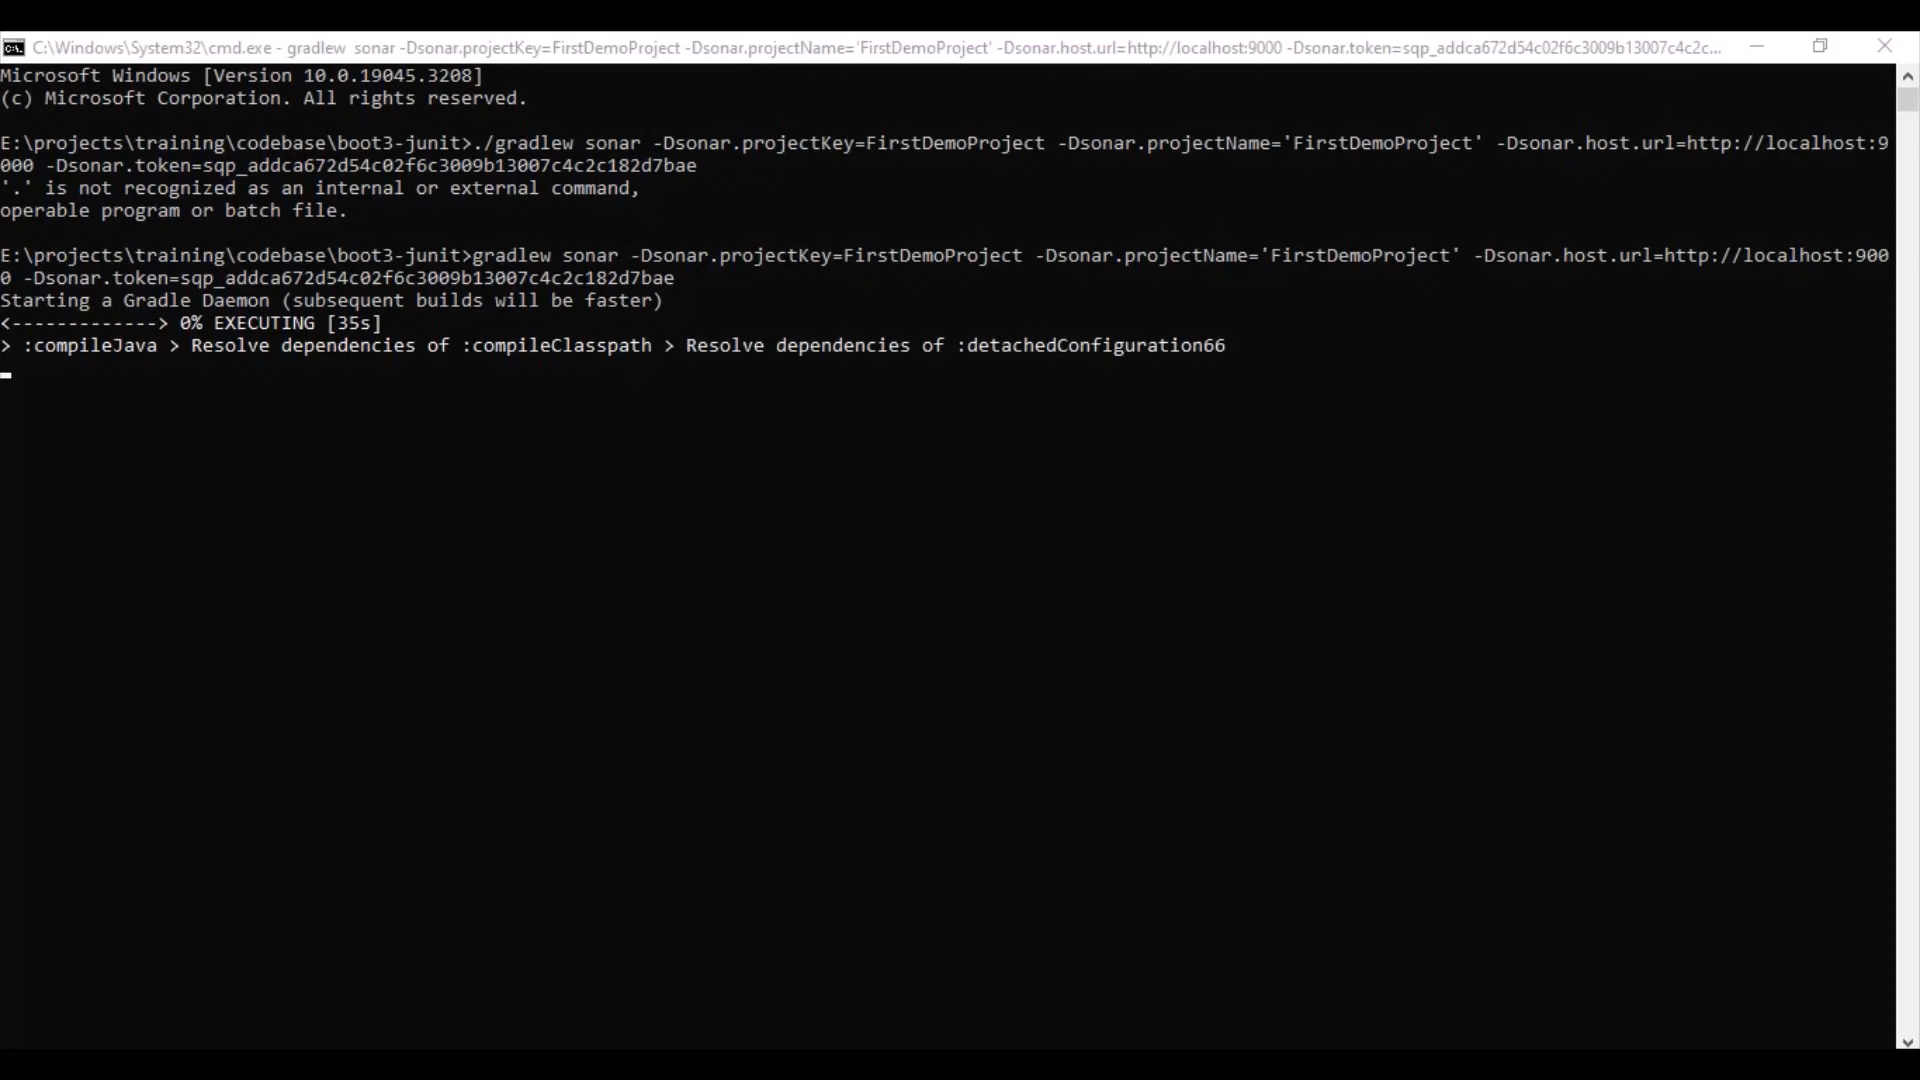 C:\Windows\System32\cmd.exe - gradlew  sonar -Dsonar.projectKey=FirstDemoProject -Dsonar.projectName='FirstDemoProject' -Dsonar.host.url=http://localhost:9000 -Dsonar.token=sqp_addca672d54c02f6c3009b13007c4c2c...
Microsoft Windows [Version 10.0.19045.3208]
(c) Microsoft Corporation. All rights reserved.
E:\projects\training\codebase\boot3-junit>./gradlew sonar -Dsonar.projectKey=FirstDemoProject -Dsonar.projectName='FirstDemoProject' -Dsonar.host.url=http://localhost:9
000 -Dsonar.token=sqp_addca672d54c02f6c3009b13007c4c2c182d7bae
'.' is not recognized as an internal or external command,
operable program or batch file.
E:\projects\training\codebase\boot3-junit>gradlew sonar -Dsonar.projectKey=FirstDemoProject -Dsonar.projectName='FirstDemoProject' -Dsonar.host.url=http://localhost:900
0 -Dsonar.token=sqp_addca672d54c02f6c3009b13007c4c2c182d7bae
Starting a Gradle Daemon (subsequent builds will be faster)
<-------------> 0% EXECUTING [35s]
> :compileJava > Resolve dependencies of :compileClasspath > Resolve dependencies of :detachedConfiguration66